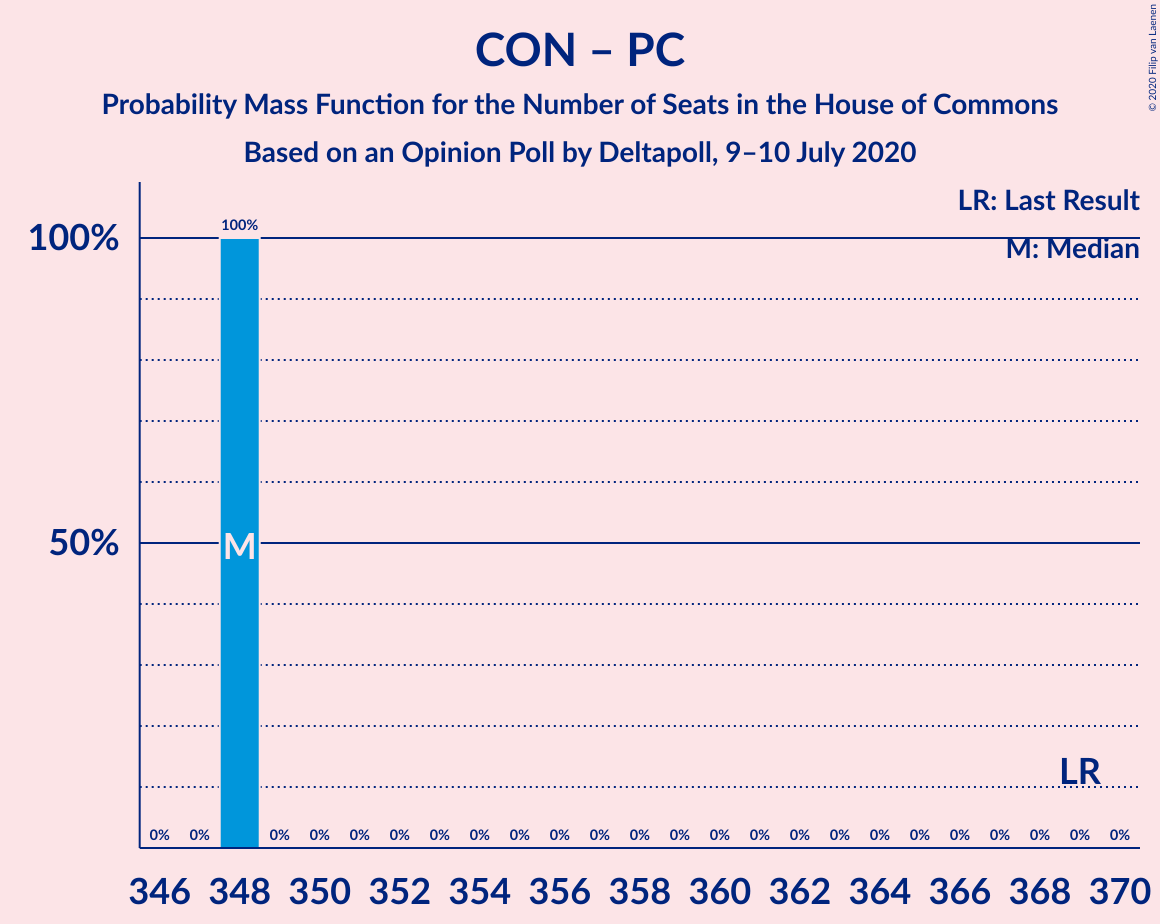 CON – PC
Probability Mass Function for the Number of Seats in the House of Commons
Based on an Opinion Poll by Deltapoll, 9–10 July 2020
© 2020 Filip van Laenen
LR: Last Result
M: Median
100%
50%
100%
M
LR
0% 0% 0% 0% 0% 0% 0% 0% 0% 0% 0% 0% 0% 0% 0% 0% 0% 0% 0% 0% 0% 0% 0% 0%
346 348 350 352 354 356 358 360 362 364 366 368 370